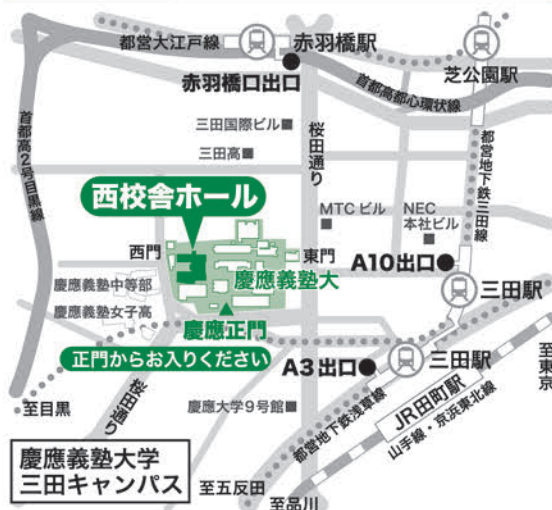 都営大江戸線
赤羽橋駅
赤羽橋口出口
芝公園駅
首都高都心環状線
首都高2号目黒線
三田国際ビル
三田高
桜田通り
都営地下鉄三田線
西校舎ホール
MTCビル
NEC
本社ビル
西門
東門
A10出口
慶應義塾大
慶應義塾中等部
慶應義塾女子高
三田駅
慶應正門
正門からお入りください
A3出口
三田駅
至東京
JR田町駅
山手線・京浜東北線
桜田通り
至目黒
慶應大学9号館
都営地下鉄浅草線
慶應義塾大学
三田キャンパス
至五反田
至品川